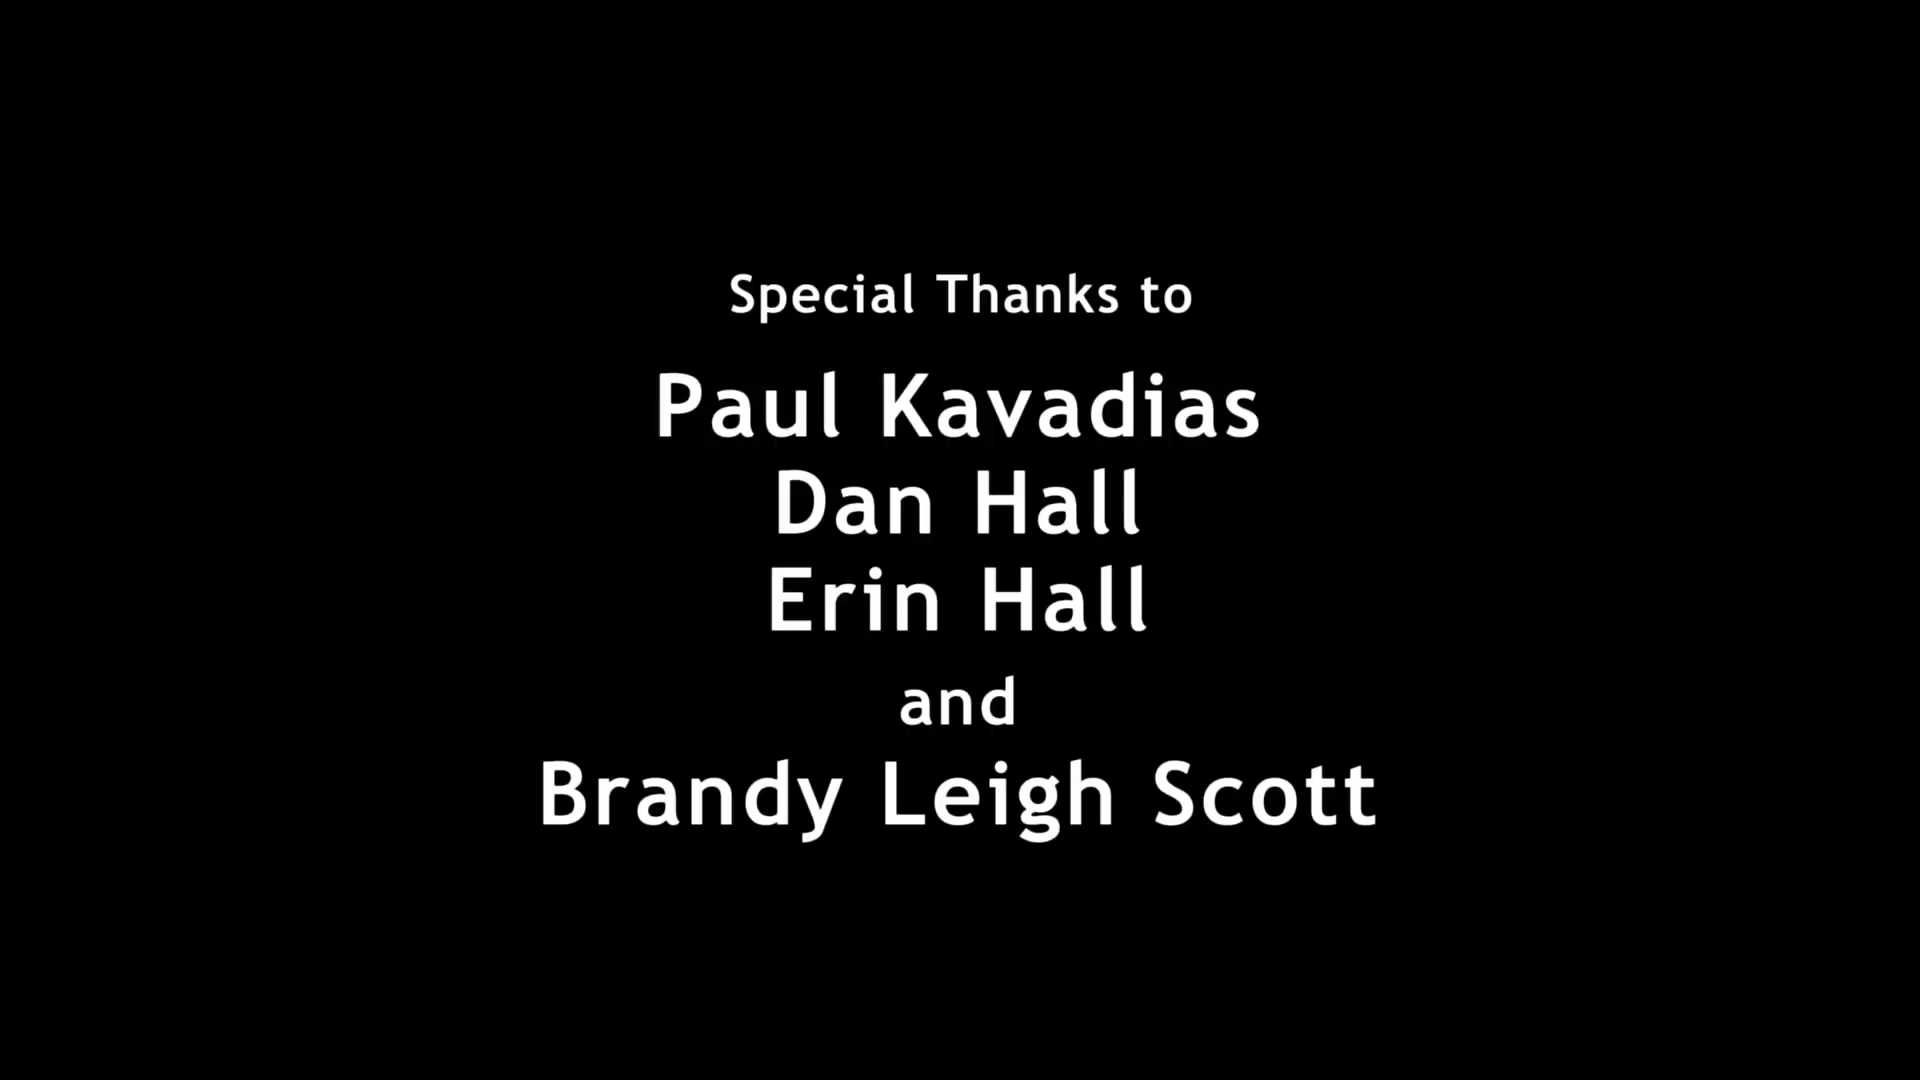 Special Thanks to
Paul Kavadias
Dan Hall
Erin Hall
and
Brandy Leigh Scott